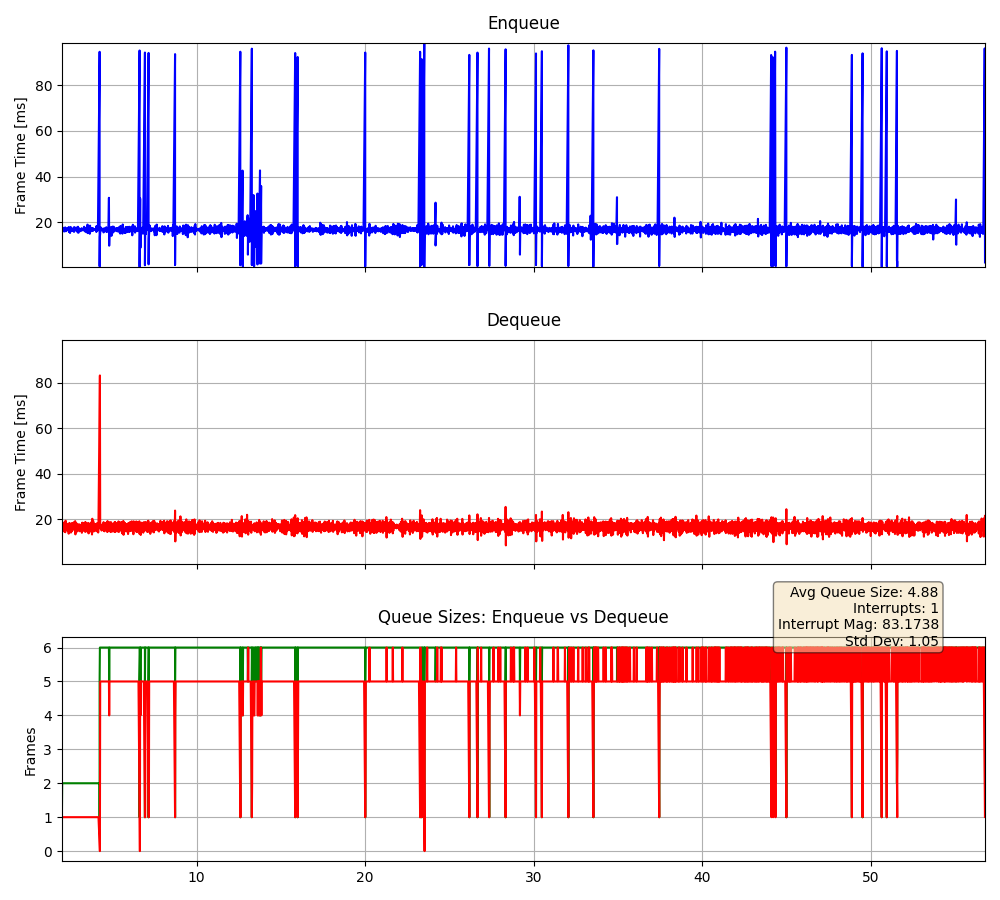 Enqueue
Frame Time [ms]
80
60
40
20
Dequeue
Frame Time [ms]
80
60
40
20
Avg Queue Size: 4.88
Interrupts: 1
Interrupt Mag: 83.1738
Std Dev: 1.05
Queue Sizes: Enqueue vs Dequeue
Frames
6
5
4
3
2
1
0
10 20 30 40 50